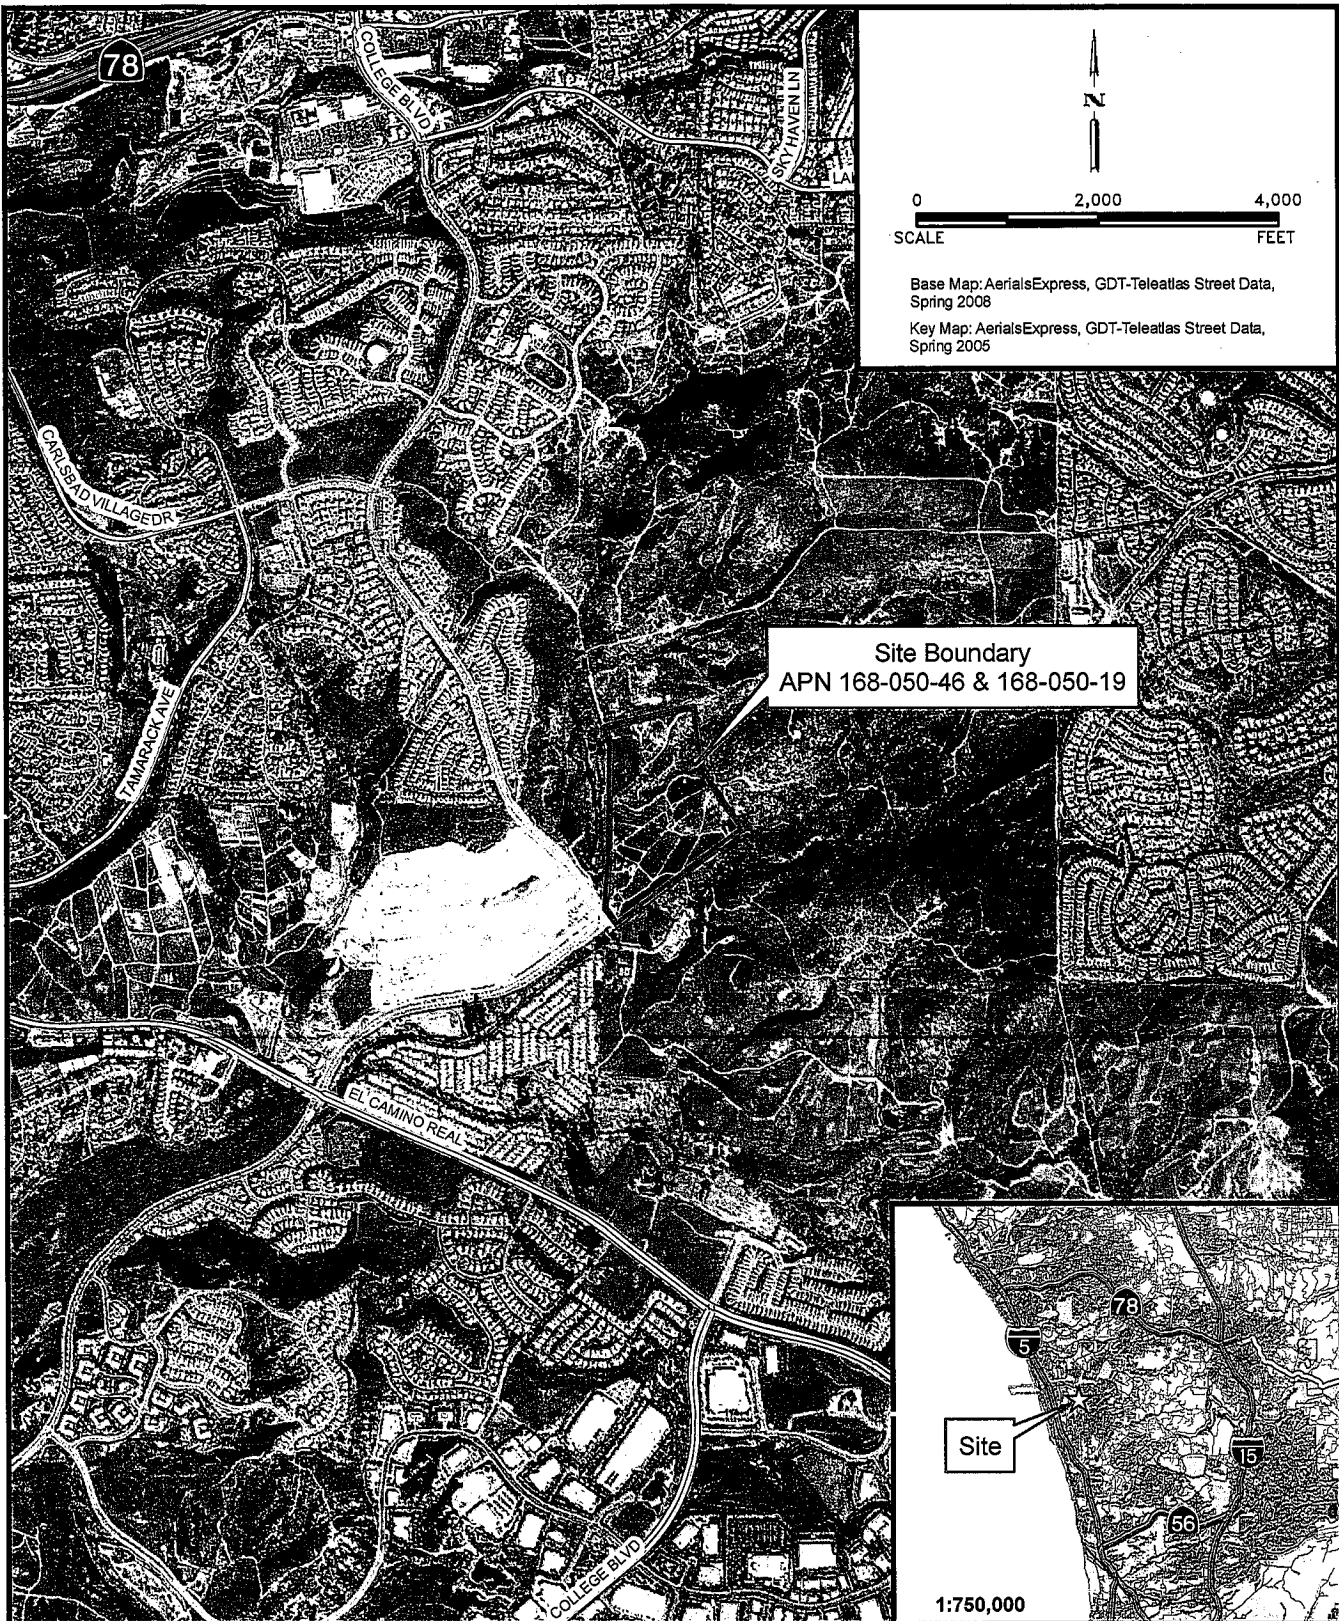 78
COLLEGE BLVD
SKY HAVEN LN
N
0 2,000 4,000
SCALE FEET
Base Map: AerialsExpress, GDT-Teleatlas Street Data,
Spring 2008
Key Map: AerialsExpress, GDT-Teleatlas Street Data,
Spring 2005
CARLSBAD VILLAGE DR
Site Boundary
APN 168-050-46 & 168-050-19
TAMARACK AVE
EL CAMINO REAL
COLLEGE BLVD
78
5
Site
15
56
1:750,000